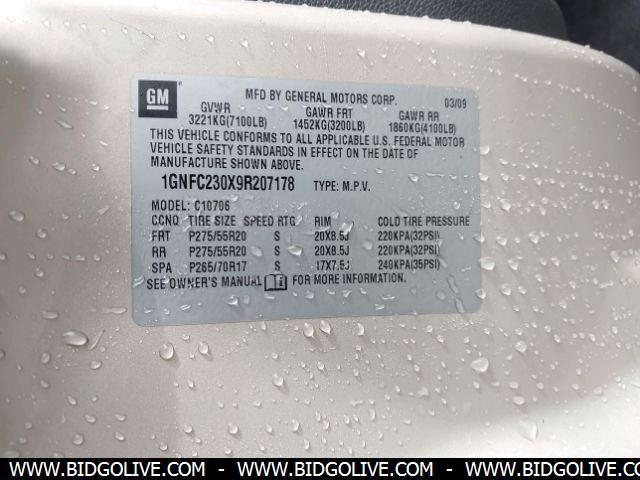 GM
MFD BY GENERAL MOTORS CORP. 03/09
GVWR GAWR FRT GAWR RR
3221KG(7100LB) 1452KG(3200LB) 1860KG(4100LB)
THIS VEHICLE CONFORMS TO ALL APPLICABLE U.S. FEDERAL MOTOR
VEHICLE SAFETY STANDARDS IN EFFECT ON THE DATE OF
MANUFACTURE SHOWN ABOVE.
1GNFC230X9R207178 TYPE: M.P.V.
MODEL: C10706
CCNO TIRE SIZE SPEED RTG RIM COLD TIRE PRESSURE
FRT P275/55R20 S 20X8.5J 220KPA(32PSI)
RR P275/55R20 S 20X8.5J 220KPA(32PSI)
SPA P265/70R17 S 17X7.5J 240KPA(35PSI)
SEE OWNER'S MANUAL FOR MORE INFORMATION.
WWW.BIDGOLIVE.COM - WWW.BIDGOLIVE.COM - WWW.BIDGOLIVE.COM